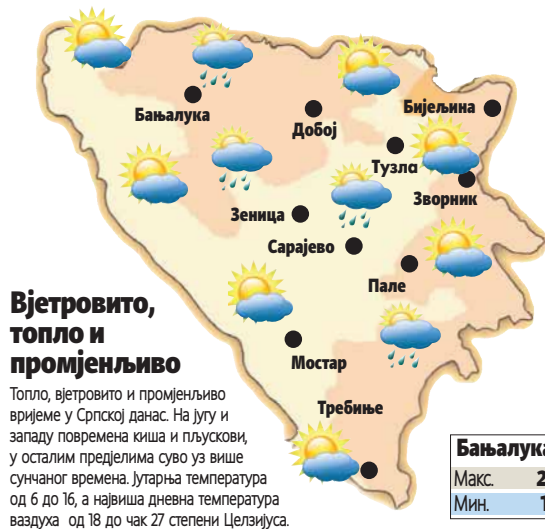 Бањалука
Добој
Бијељина
Тузла
Зворник
Зеница
Сарајево
Пале
Мостар
Требиње
Вјетровито,
топло и
промјенљиво
Топло, вјетровито и промјенљиво
вријеме у Српској данас. На југу и
западу повремена киша и пљускови,
у осталим предјелима суво уз више
сунчаног времена. Јутарња температура
од 6 до 16, а највиша дневна температура
ваздуха од 18 до чак 27 степени Целзијуса.
Бањалука
Макс.
Мин.